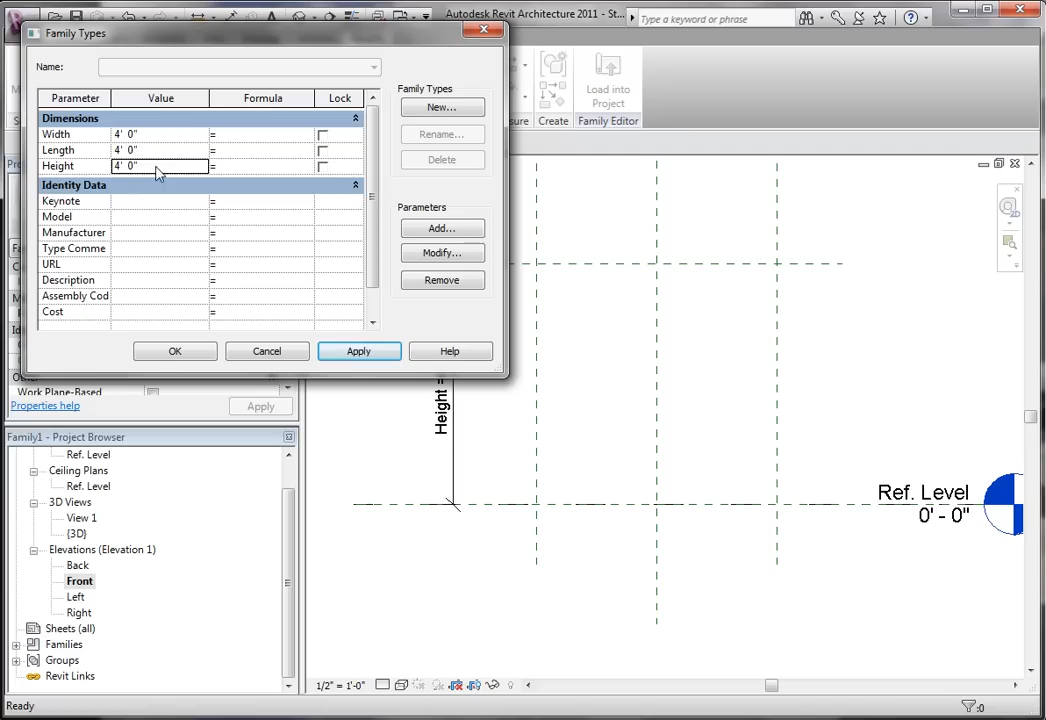 Autodesk Revit Architecture 2011 - St...
Type a keyword or phrase
Family Types
Name:
Parameter Value Formula Lock
Dimensions
Width 4' 0" =
Length 4' 0" =
Height 4' 0" =
Identity Data
Keynote =
Model =
Manufacturer =
Type Comme =
URL =
Description =
Assembly Cod =
Cost =
Family Types
New...
Rename...
Delete
Parameters
Add...
Modify...
Remove
OK Cancel Apply Help
Load into
Project
sure Create Family Editor
2D
Work Plane-Based
Properties help Apply
Family1 - Project Browser
Ref. Level
Ceiling Plans
Ref. Level
3D Views
View 1
{3D}
Elevations (Elevation 1)
Back
Front
Left
Right
Sheets (all)
Families
Groups
Revit Links
Height =
Ref. Level
0' - 0"
1/2" = 1'-0"
Ready
:0